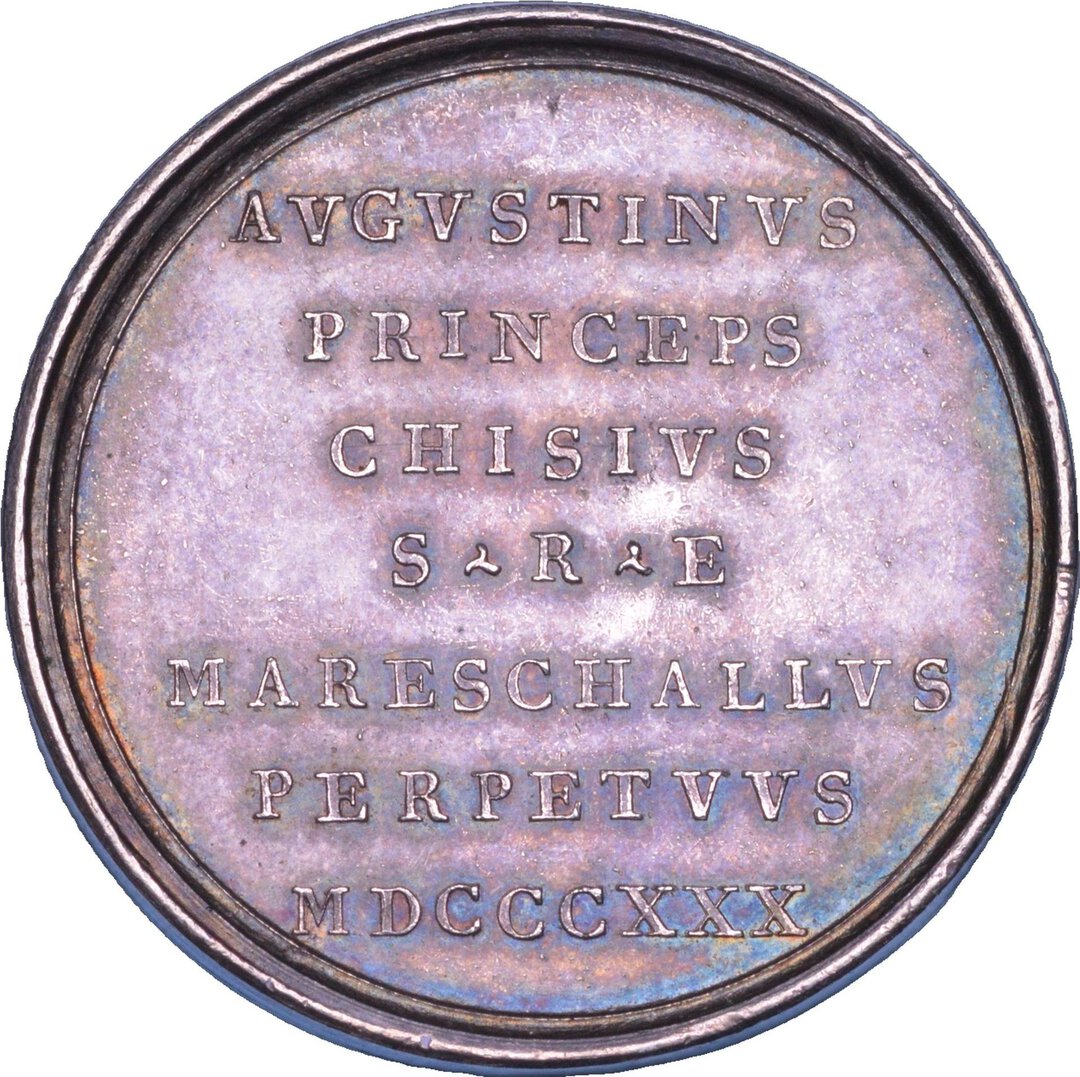 AVGVSTINVS
PRINCEPS
CHISIVS
S · R · E
MARESCHALLVS
PERPETVVS
MDCCCXXX